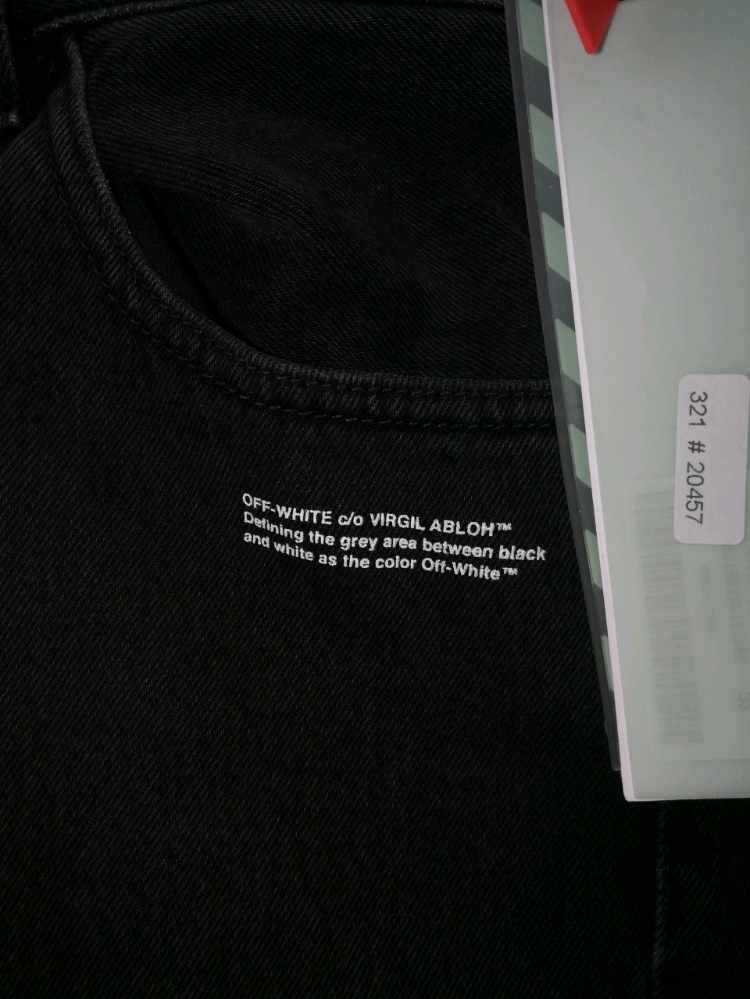 OFF-WHITE c/o VIRGIL ABLOH™
Defining the grey area between black
and white as the color Off-White™
321 # 20457